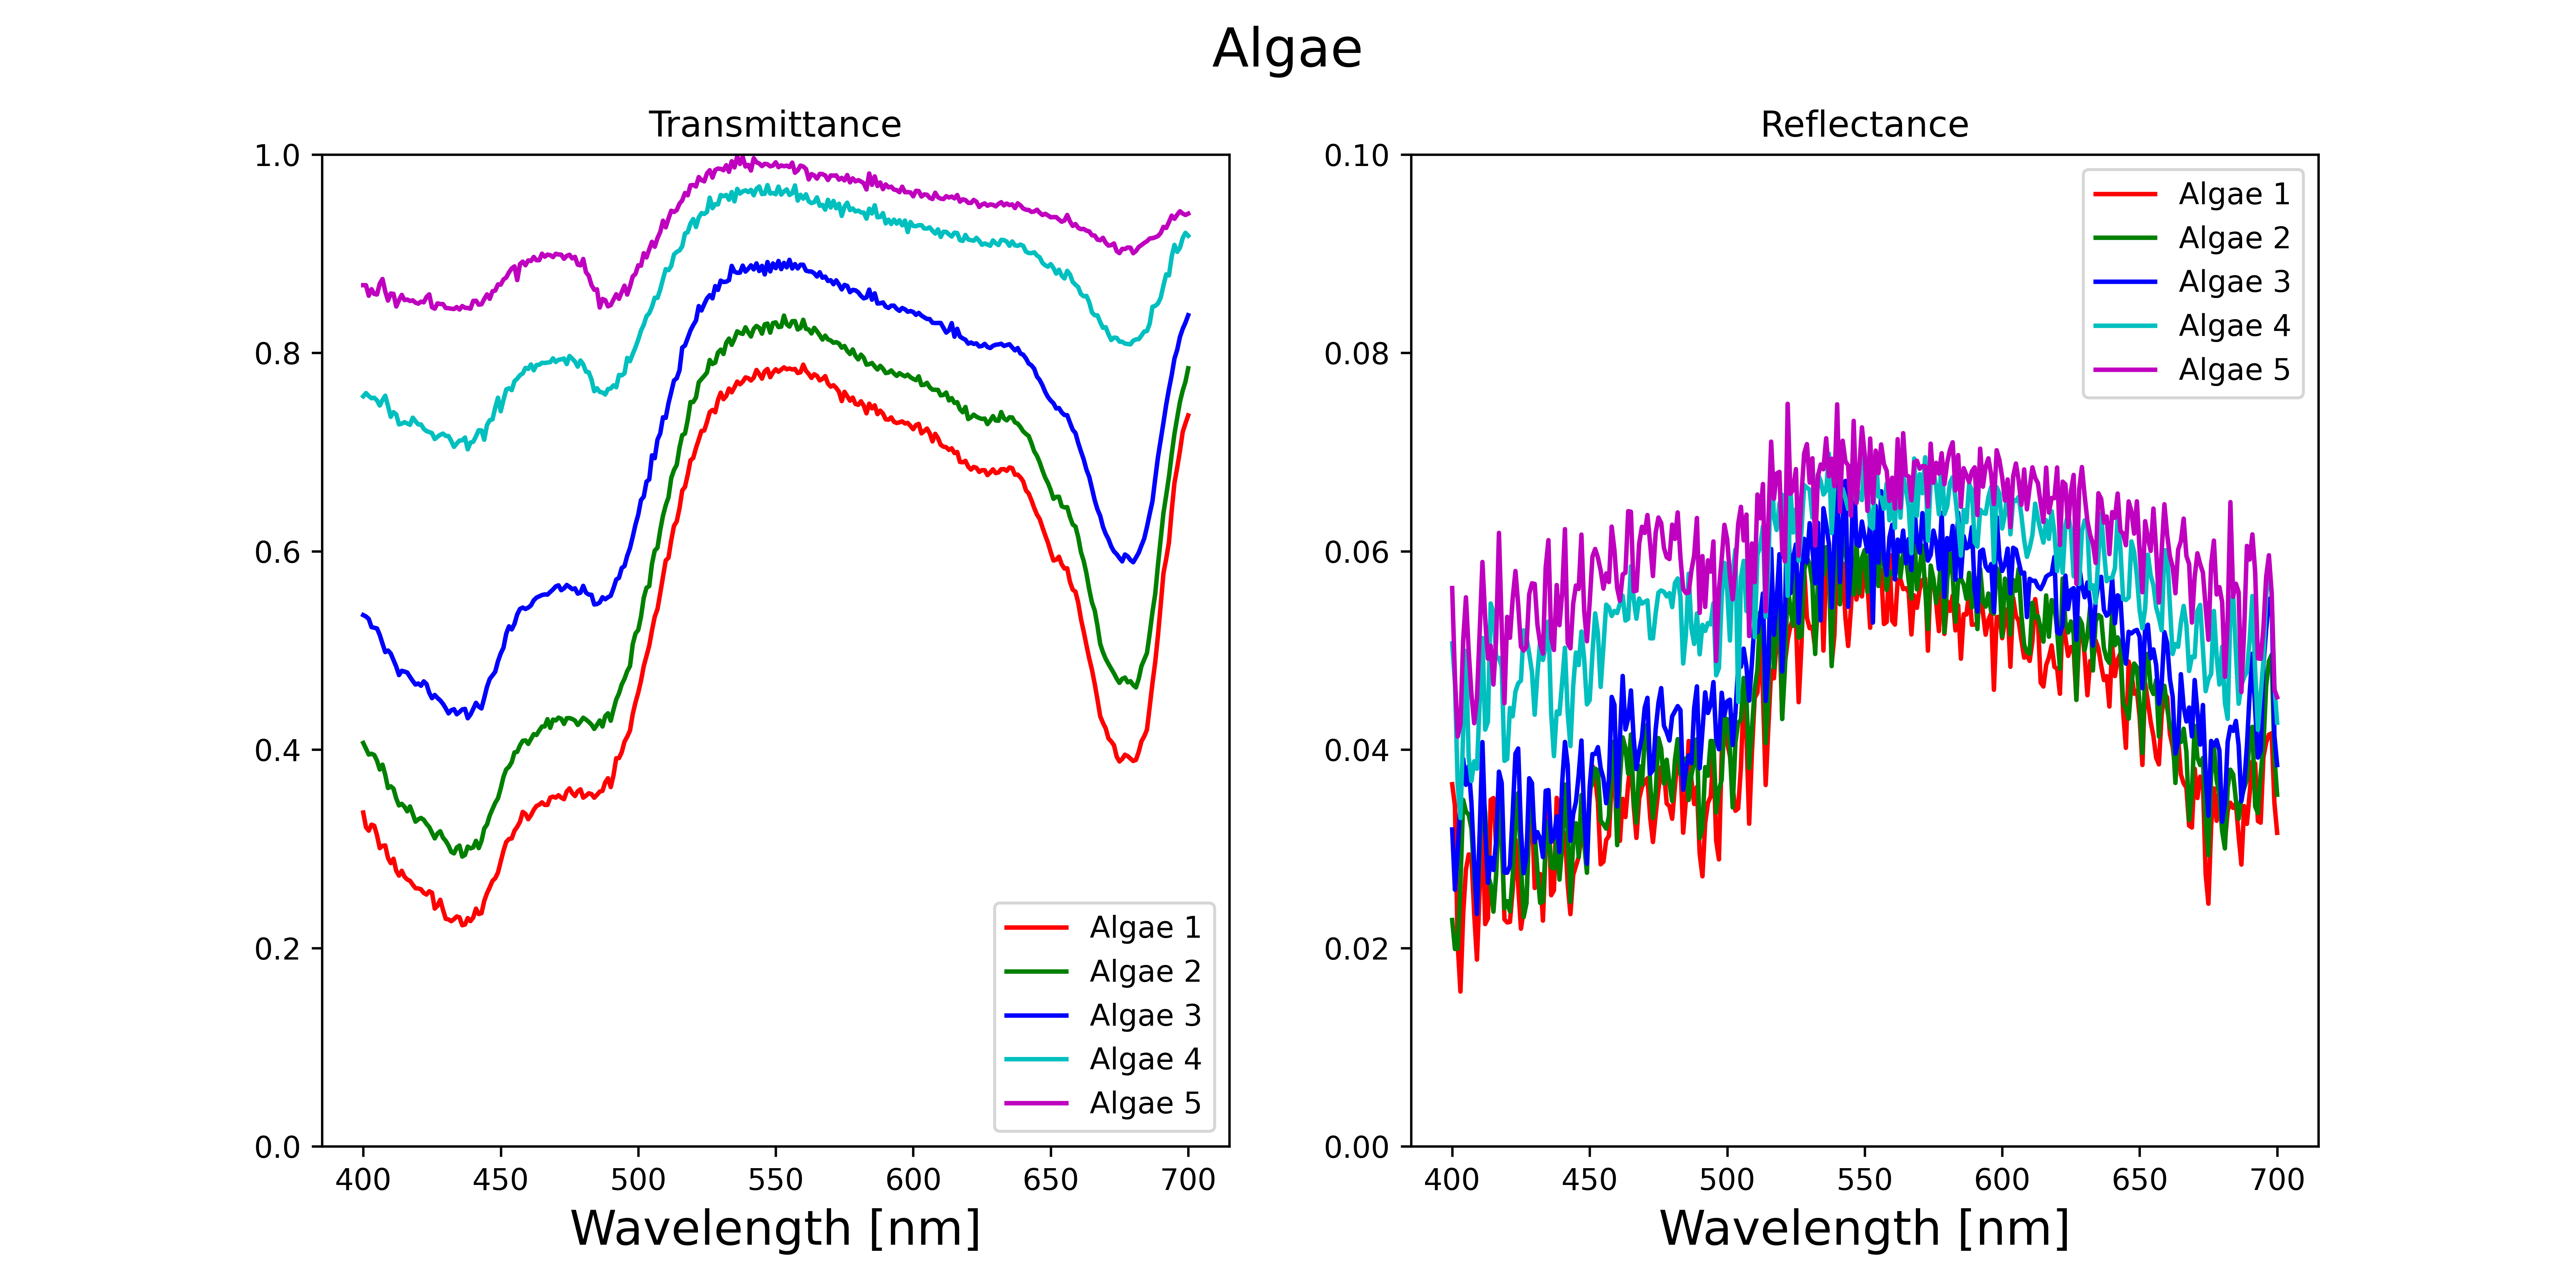 Algae
Transmittance
1.0
0.8
0.6
0.4
0.2
0.0
400 450 500 550 600 650 700
Wavelength [nm]
Algae 1
Algae 2
Algae 3
Algae 4
Algae 5
Reflectance
0.10
0.08
0.06
0.04
0.02
0.00
400 450 500 550 600 650 700
Wavelength [nm]
Algae 1
Algae 2
Algae 3
Algae 4
Algae 5